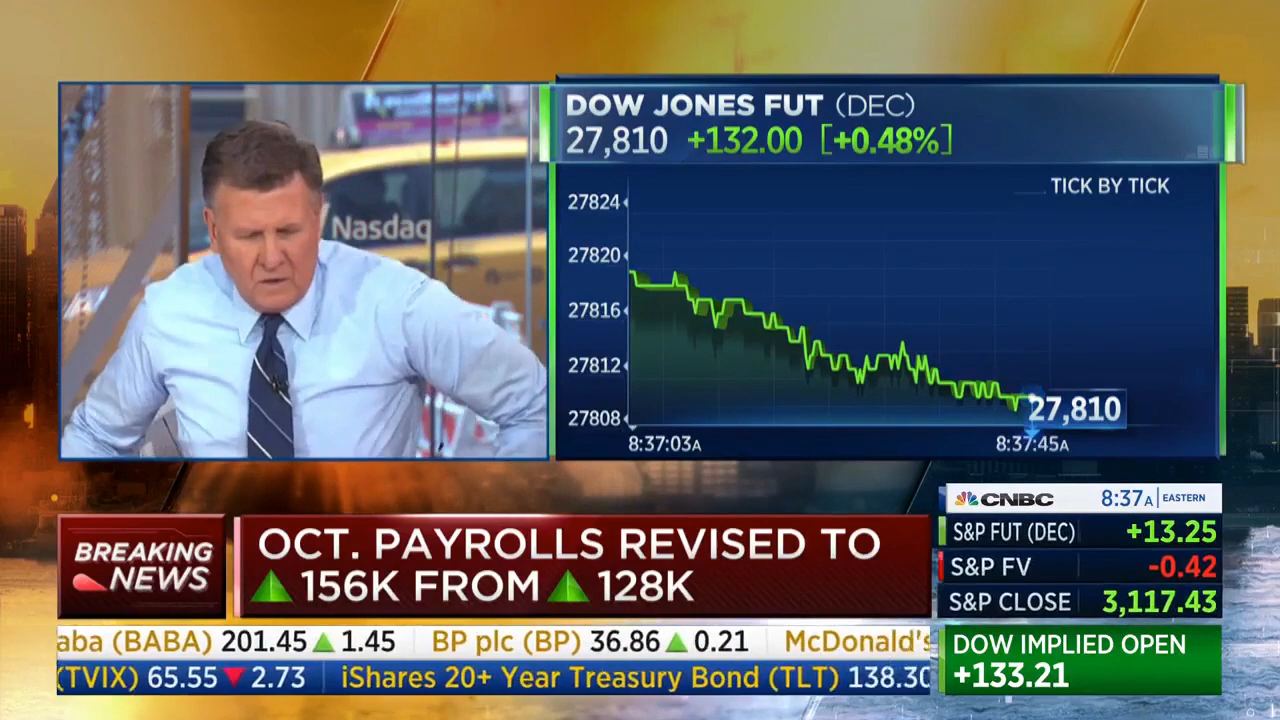 DOW JONES FUT (DEC)
27,810 +132.00 [+0.48%]
TICK BY TICK
27824
27820
27816
27812
27808
27,810
8:37:03A
8:37:45A
Nasdaq
BREAKING
NEWS
OCT. PAYROLLS REVISED TO
156K FROM 128K
CNBC 8:37A EASTERN
S&P FUT (DEC) +13.25
S&P FV -0.42
S&P CLOSE 3,117.43
DOW IMPLIED OPEN
+133.21
aba (BABA) 201.45 1.45 BP plc (BP) 36.86 0.21 McDonald's
(TVIX) 65.55 2.73 iShares 20+ Year Treasury Bond (TLT) 138.30